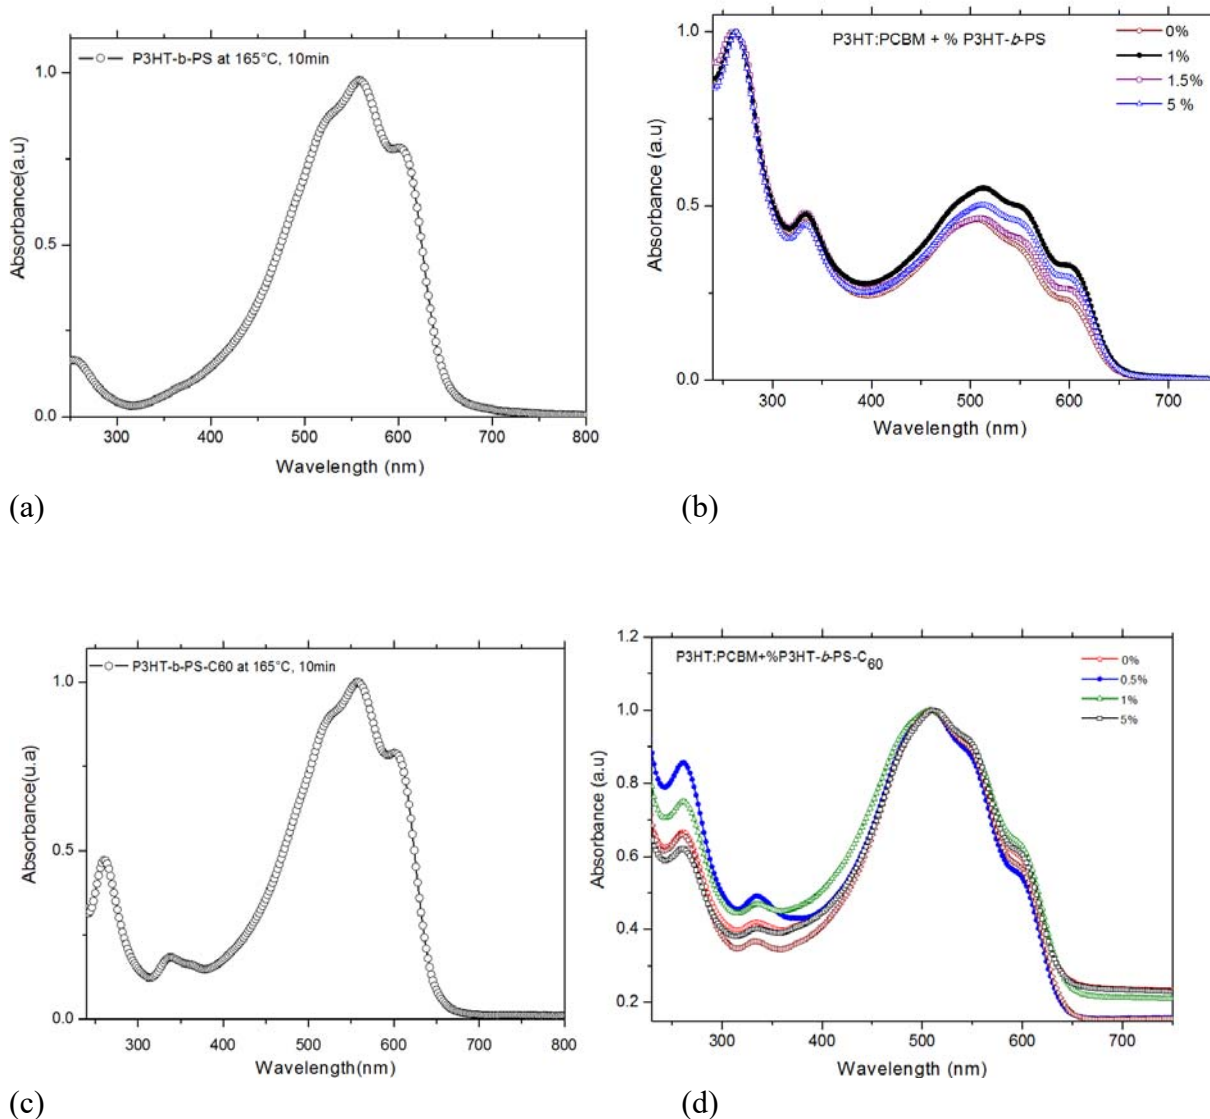 P3HT-b-PS at 165°C, 10min
1.0
0.5
0.0
Absorbance(a.u)
300 400 500 600 700 800
Wavelength (nm)
(a)
P3HT:PCBM + % P3HT-b-PS
0%
1%
1.5%
5 %
1.0
0.5
0.0
Absorbance (a.u)
300 400 500 600 700
Wavelength (nm)
(b)
P3HT-b-PS-C60 at 165°C, 10min
1.0
0.5
0.0
Absorbance(u.a)
300 400 500 600 700 800
Wavelength(nm)
(c)
P3HT:PCBM+%P3HT-b-PS-C60
0%
0.5%
1%
5%
1.2
1.0
0.8
0.6
0.4
0.2
Absorbance (a.u)
300 400 500 600 700
Wavelength (nm)
(d)